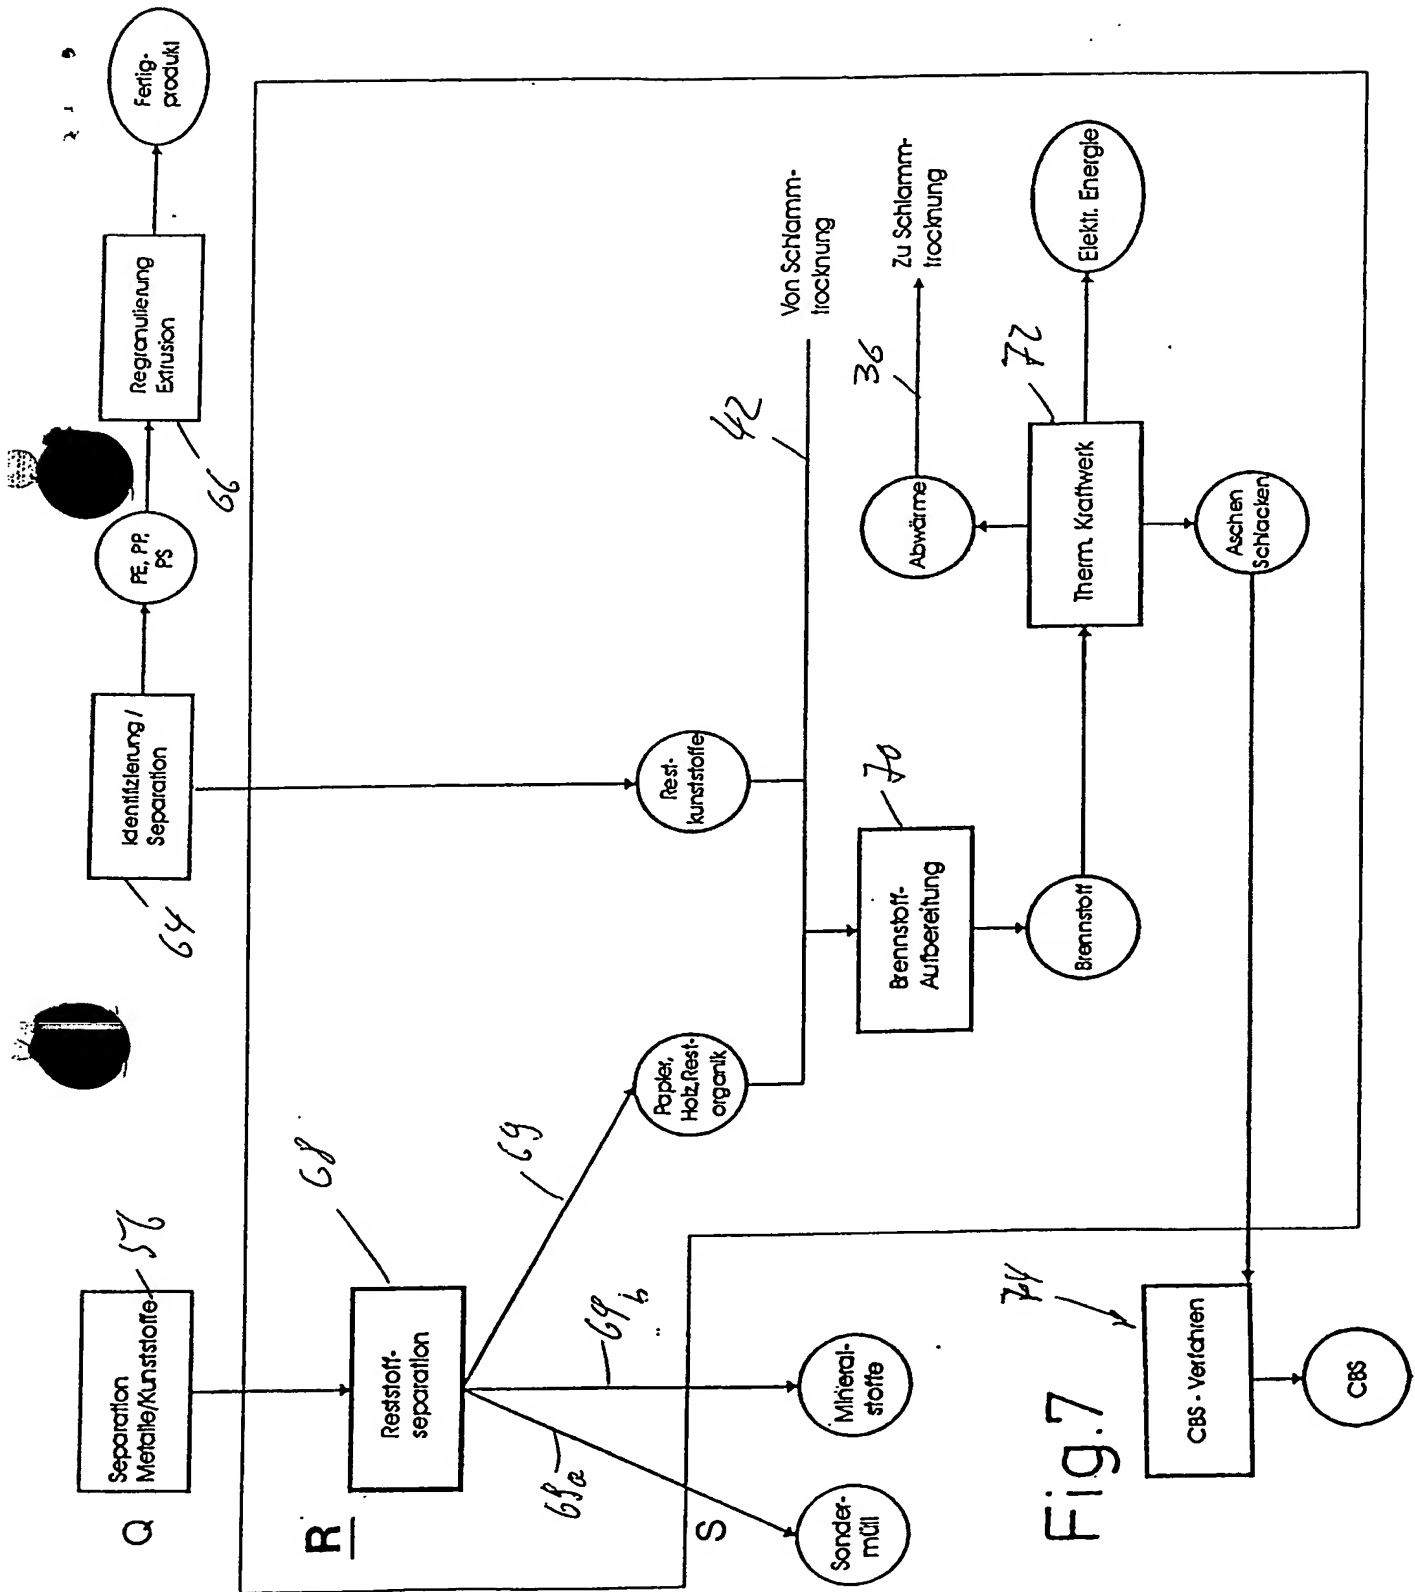 Q
Separation
Metalle/Kunststoffe
56
Identifizierung/
Separation
64
PE, PP,
PS
Regranulierung
Extrusion
66
Fertig-
produkt
R
Reststoff-
separation
68
69
69a
69b
Rest-
kunststoffe
Papier,
Holz,Rest-
organik
42
Von Schlamm-
trocknung
S
Sonder-
müll
Mineral-
stoffe
Brennstoff-
Aufbereitung
70
Abwärme
36
Zu Schlamm-
trocknung
Brennstoff
Therm. Kraftwerk
72
Elektr. Energie
Aschen
Schlacken
CBS - Verfahren
74
CBS
Fig.7